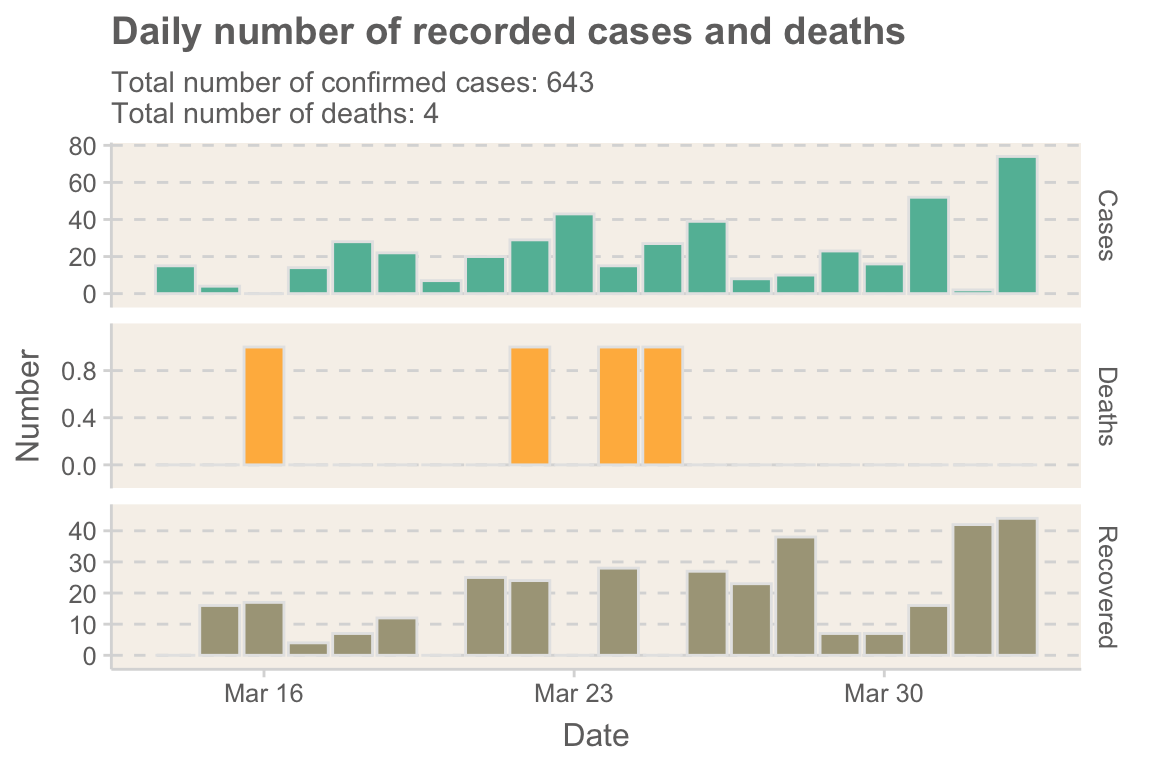 Daily number of recorded cases and deaths
Total number of confirmed cases: 643
Total number of deaths: 4
80
60
40
20
0
Cases
0.8
0.4
0.0
Deaths
Number
40
30
20
10
0
Recovered
Mar 16 Mar 23 Mar 30
Date